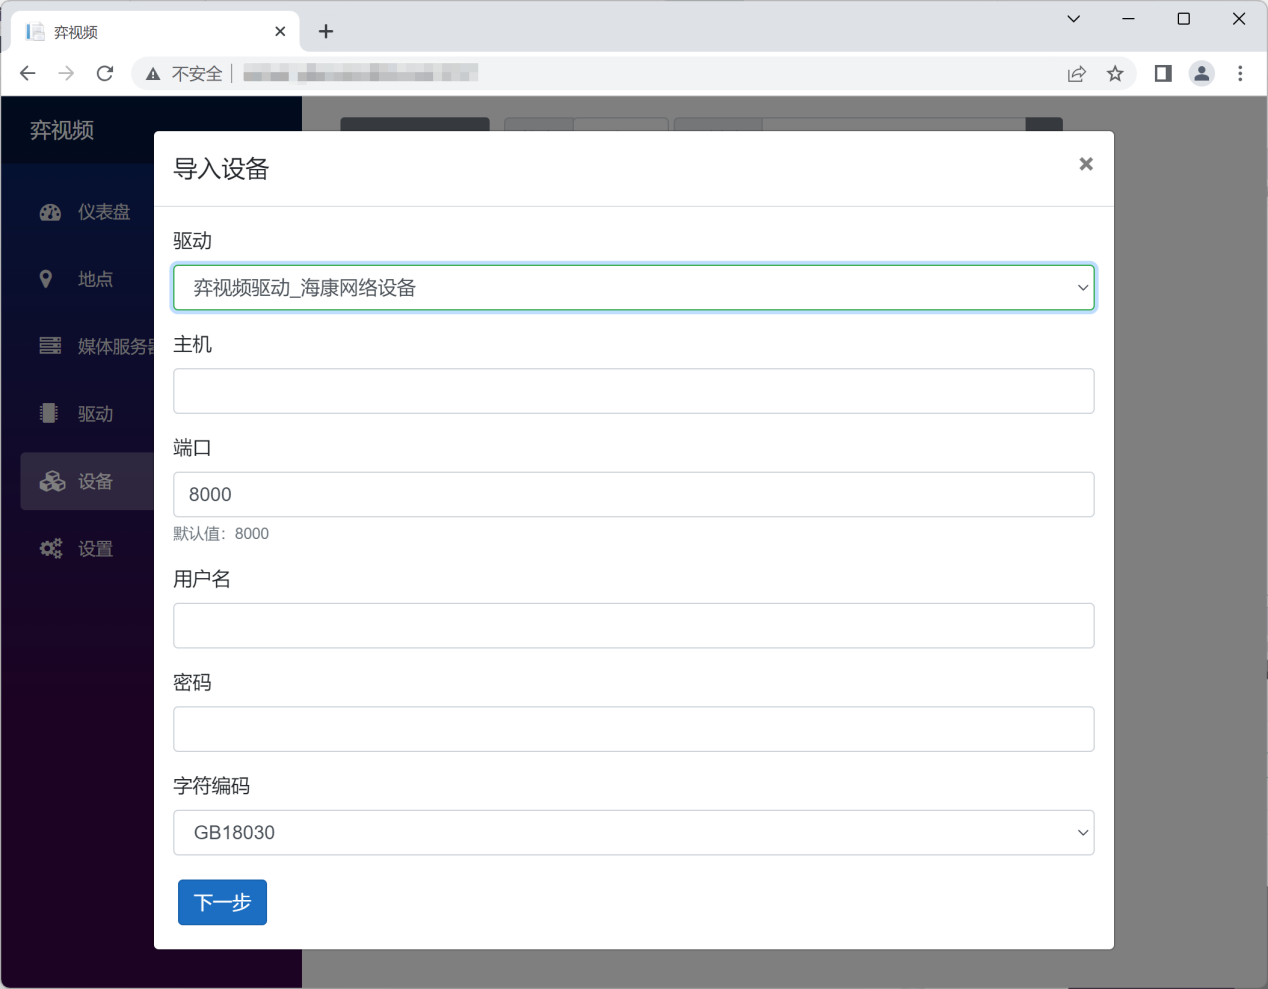 弈视频
不安全
弈视频
导入设备
仪表盘
驱动
弈视频驱动_海康网络设备
地点
主机
媒体服务器
驱动
端口
设备
8000
默认值：8000
设置
用户名
密码
字符编码
GB18030
下一步